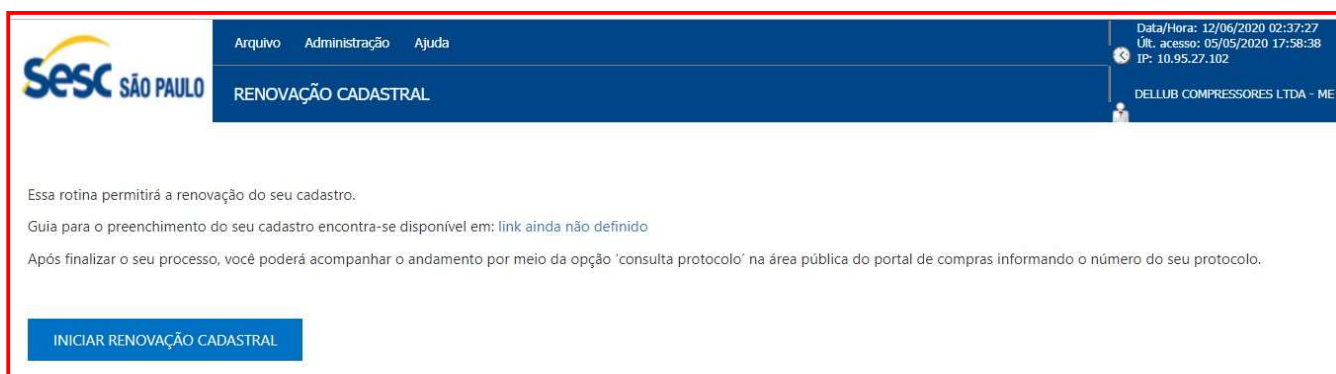 Sesc SÃO PAULO
Arquivo Administração Ajuda
RENOVAÇÃO CADASTRAL
Data/Hora: 12/06/2020 02:37:27
Últ. acesso: 05/05/2020 17:58:38
IP: 10.95.27.102
DELLUB COMPRESSORES LTDA - ME
Essa rotina permitirá a renovação do seu cadastro.
Guia para o preenchimento do seu cadastro encontra-se disponível em: link ainda não definido
Após finalizar o seu processo, você poderá acompanhar o andamento por meio da opção 'consulta protocolo' na área pública do portal de compras informando o número do seu protocolo.
INICIAR RENOVAÇÃO CADASTRAL